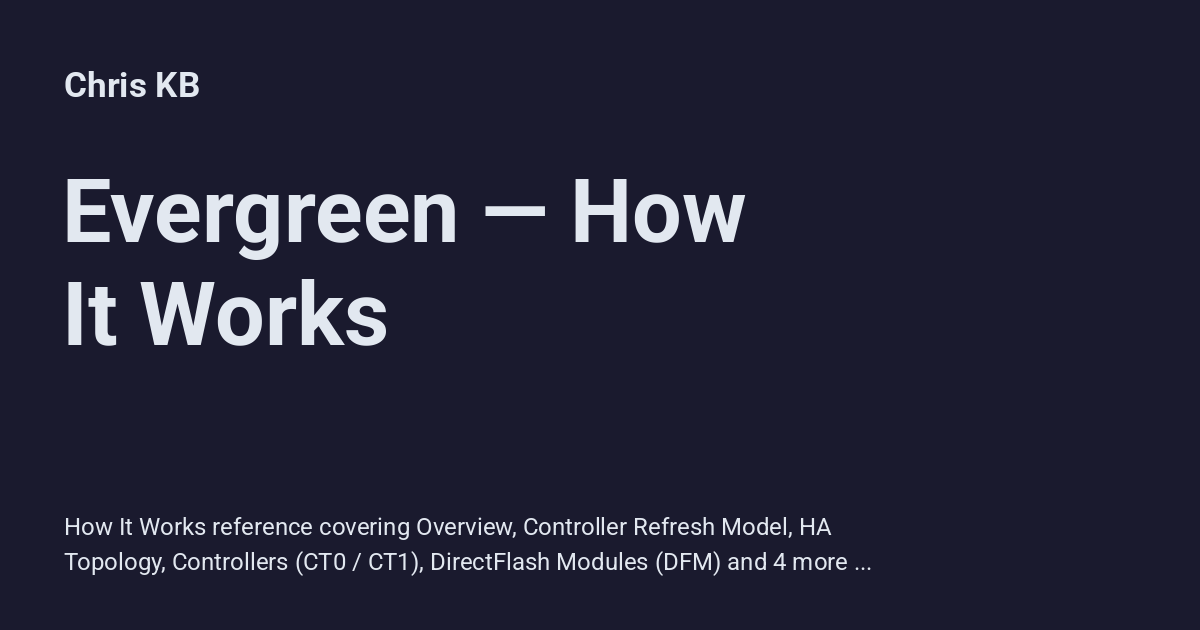 Chris KB
Evergreen — How
It Works
How It Works reference covering Overview, Controller Refresh Model, HA
Topology, Controllers (CT0 / CT1), DirectFlash Modules (DFM) and 4 more ...